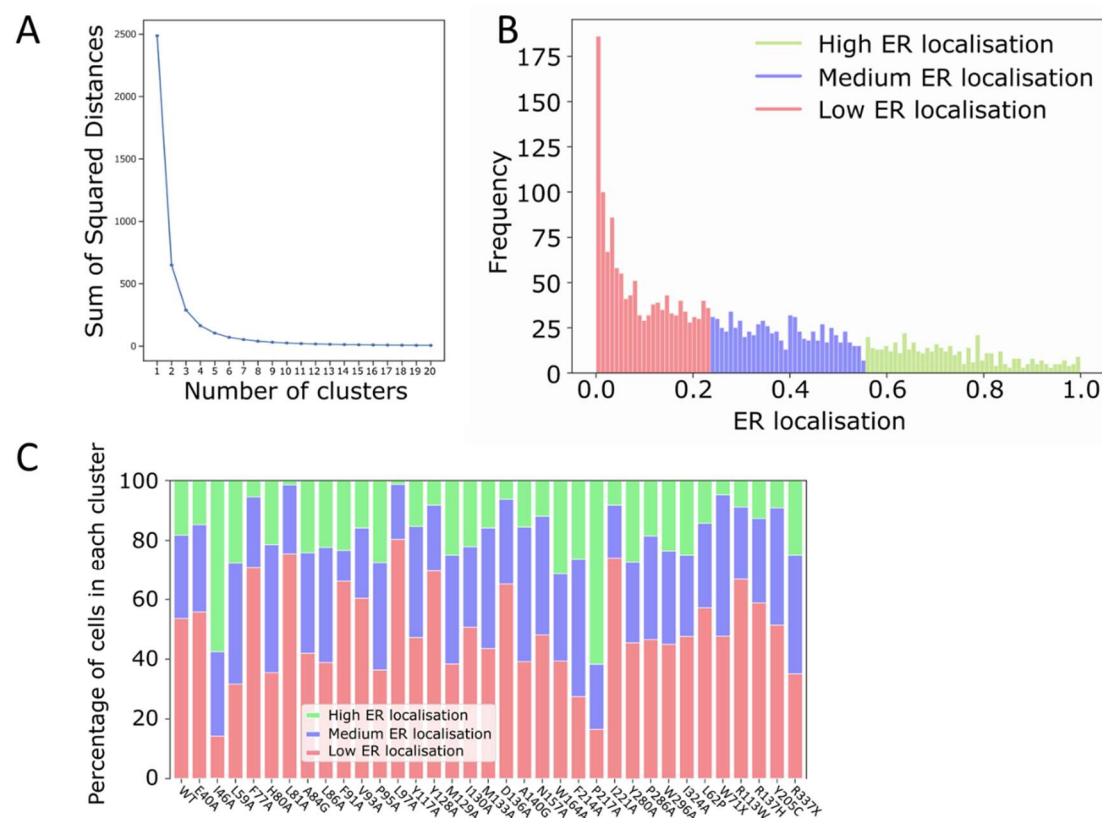 A
Sum of Squared Distances
2500
2000
1500
1000
500
0
1 2 3 4 5 6 7 8 9 10 11 12 13 14 15 16 17 18 19 20
Number of clusters
B
Frequency
175
150
125
100
75
50
25
0
High ER localisation
Medium ER localisation
Low ER localisation
0.0 0.2 0.4 0.6 0.8 1.0
ER localisation
C
Percentage of cells in each cluster
100
80
60
40
20
0
High ER localisation
Medium ER localisation
Low ER localisation
WT E40A I46A L59A F77A H80A L81A A84G L86A F91A V93A P95A L97A Y117A Y128A M129A I130A M133A D136A A140G N157A W164A F214A P217A I221A Y280A P286A W296A I324A L62P W71X R113W R137H Y205C R337X